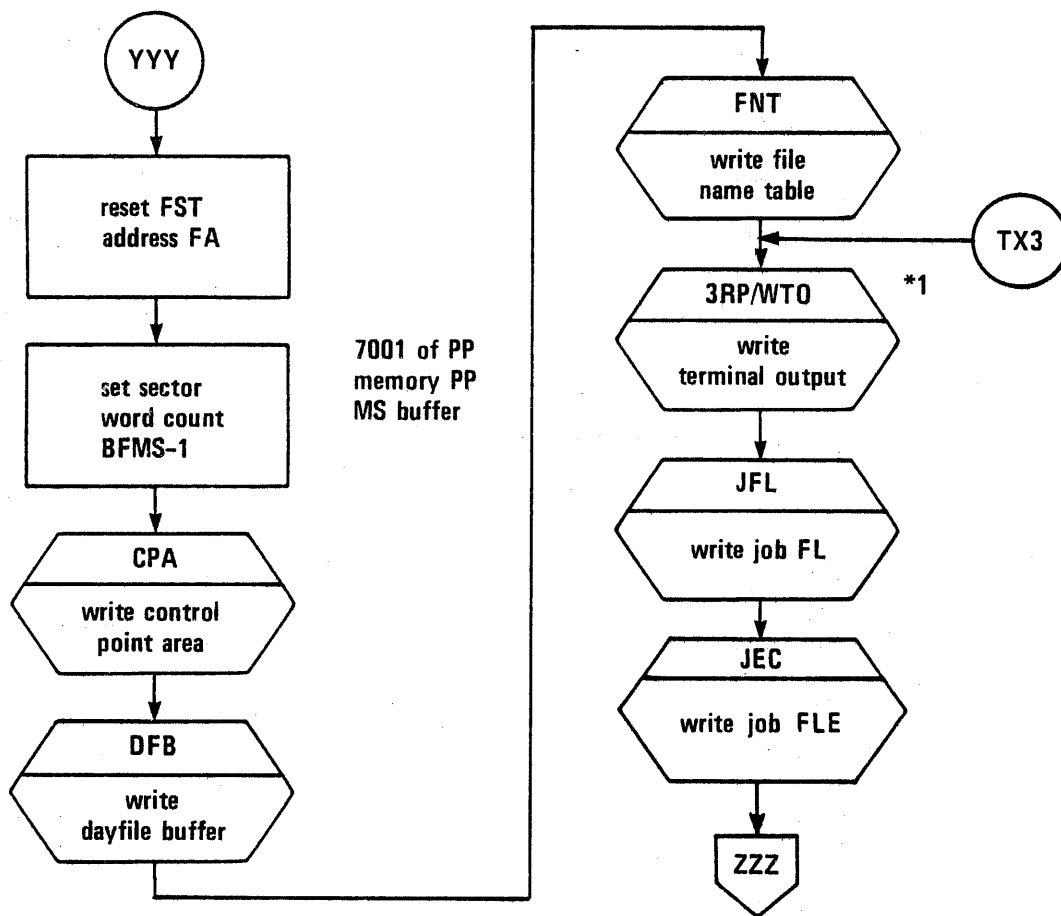 YYY
reset FST
address FA
set sector
word count
BFMS-1
7001 of PP
memory PP
MS buffer
CPA
write control
point area
DFB
write
dayfile buffer
FNT
write file
name table
TX3
*1
3RP/WTO
write
terminal output
JFL
write job FL
JEC
write job FLE
ZZZ